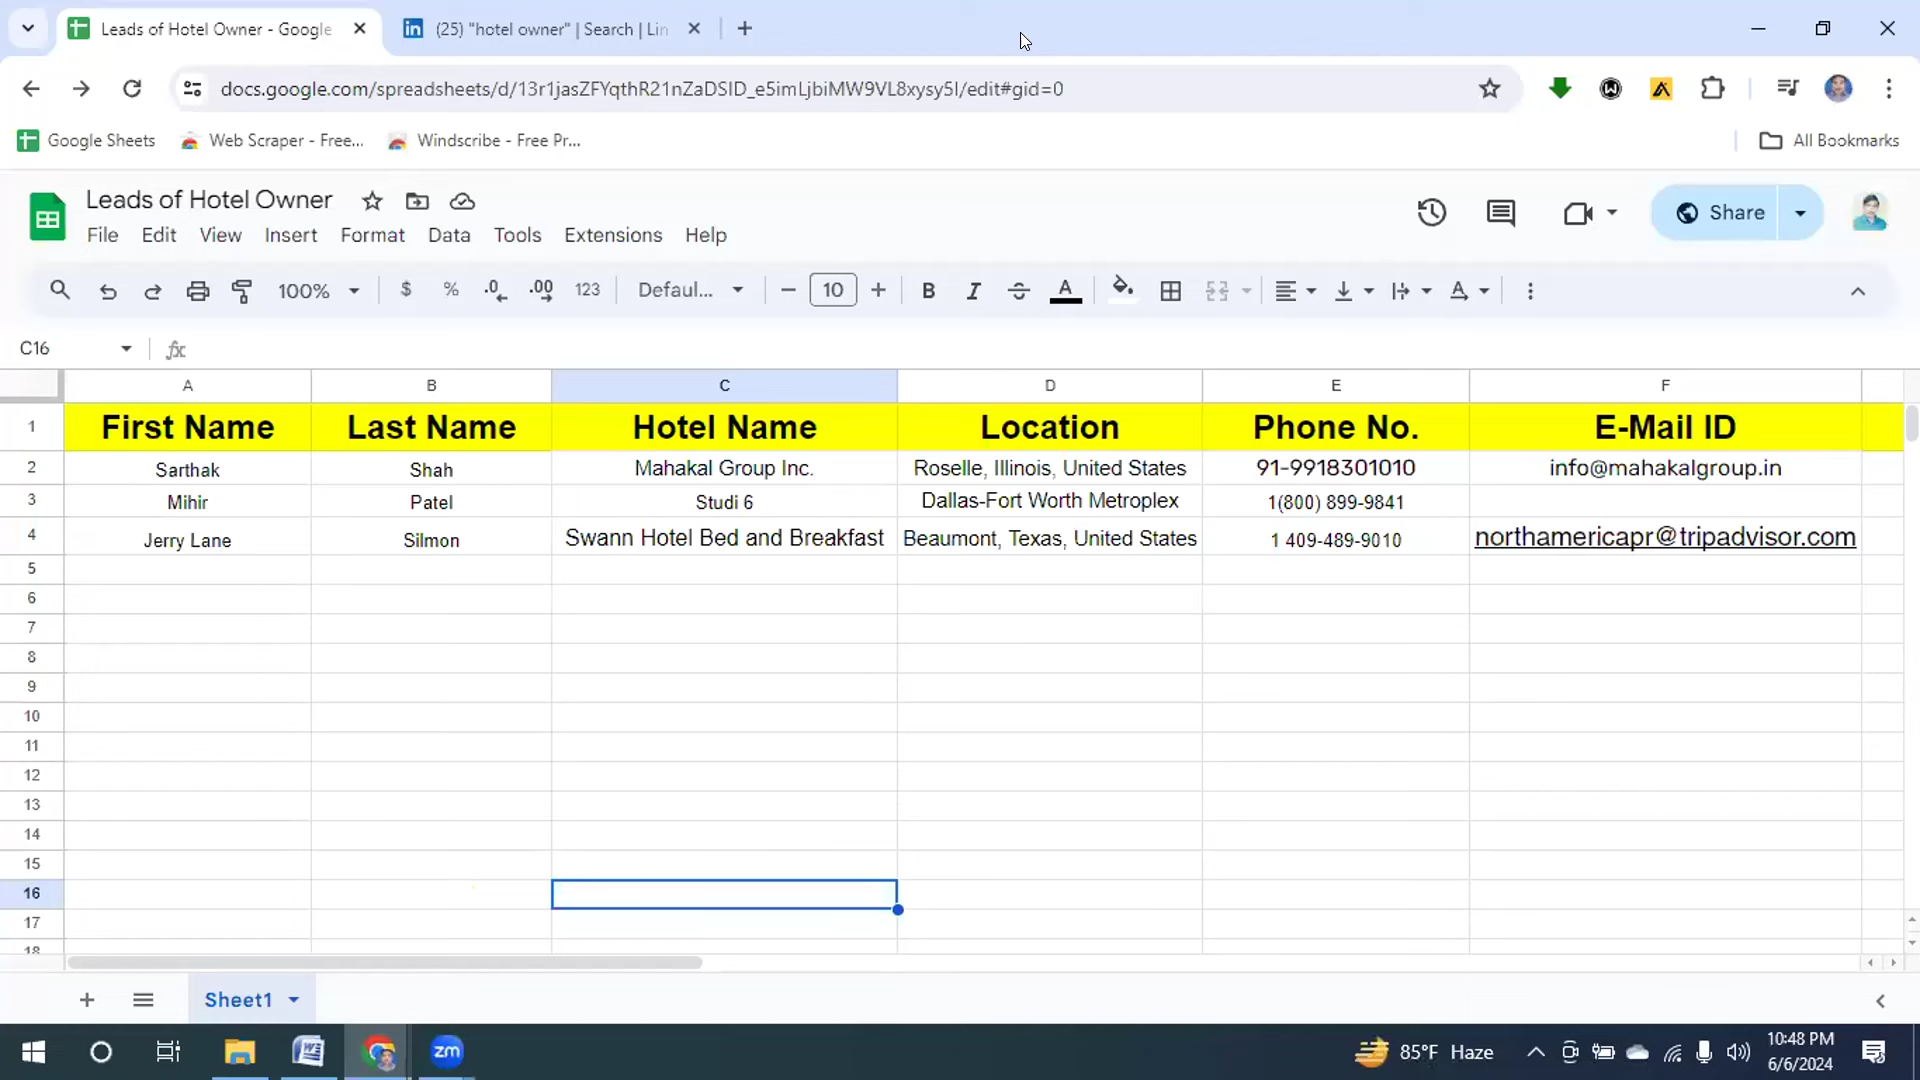 Leads of Hotel Owner - Google
(25) "hotel owner" | Search | Lin
docs.google.com/spreadsheets/d/13r1jasZFYqthR21nZaDSID_e5imLjbiMW9VL8xysy5I/edit#gid=0
Google Sheets
Web Scraper - Free...
Windscribe - Free Pr...
All Bookmarks
Leads of Hotel Owner
File Edit View Insert Format Data Tools Extensions Help
Share
100% $ % .0 .00 123 Defaul... 10 B I A A
C16 fx
A B C D E F
1 First Name Last Name Hotel Name Location Phone No. E-Mail ID
2 Sarthak Shah Mahakal Group Inc. Roselle, Illinois, United States 91-9918301010 info@mahakalgroup.in
3 Mihir Patel Studi 6 Dallas-Fort Worth Metroplex 1(800) 899-9841
4 Jerry Lane Silmon Swann Hotel Bed and Breakfast Beaumont, Texas, United States 1 409-489-9010 northamericapr@tripadvisor.com
5
6
7
8
9
10
11
12
13
14
15
16
17
18
Sheet1
85°F Haze
10:48 PM
6/6/2024